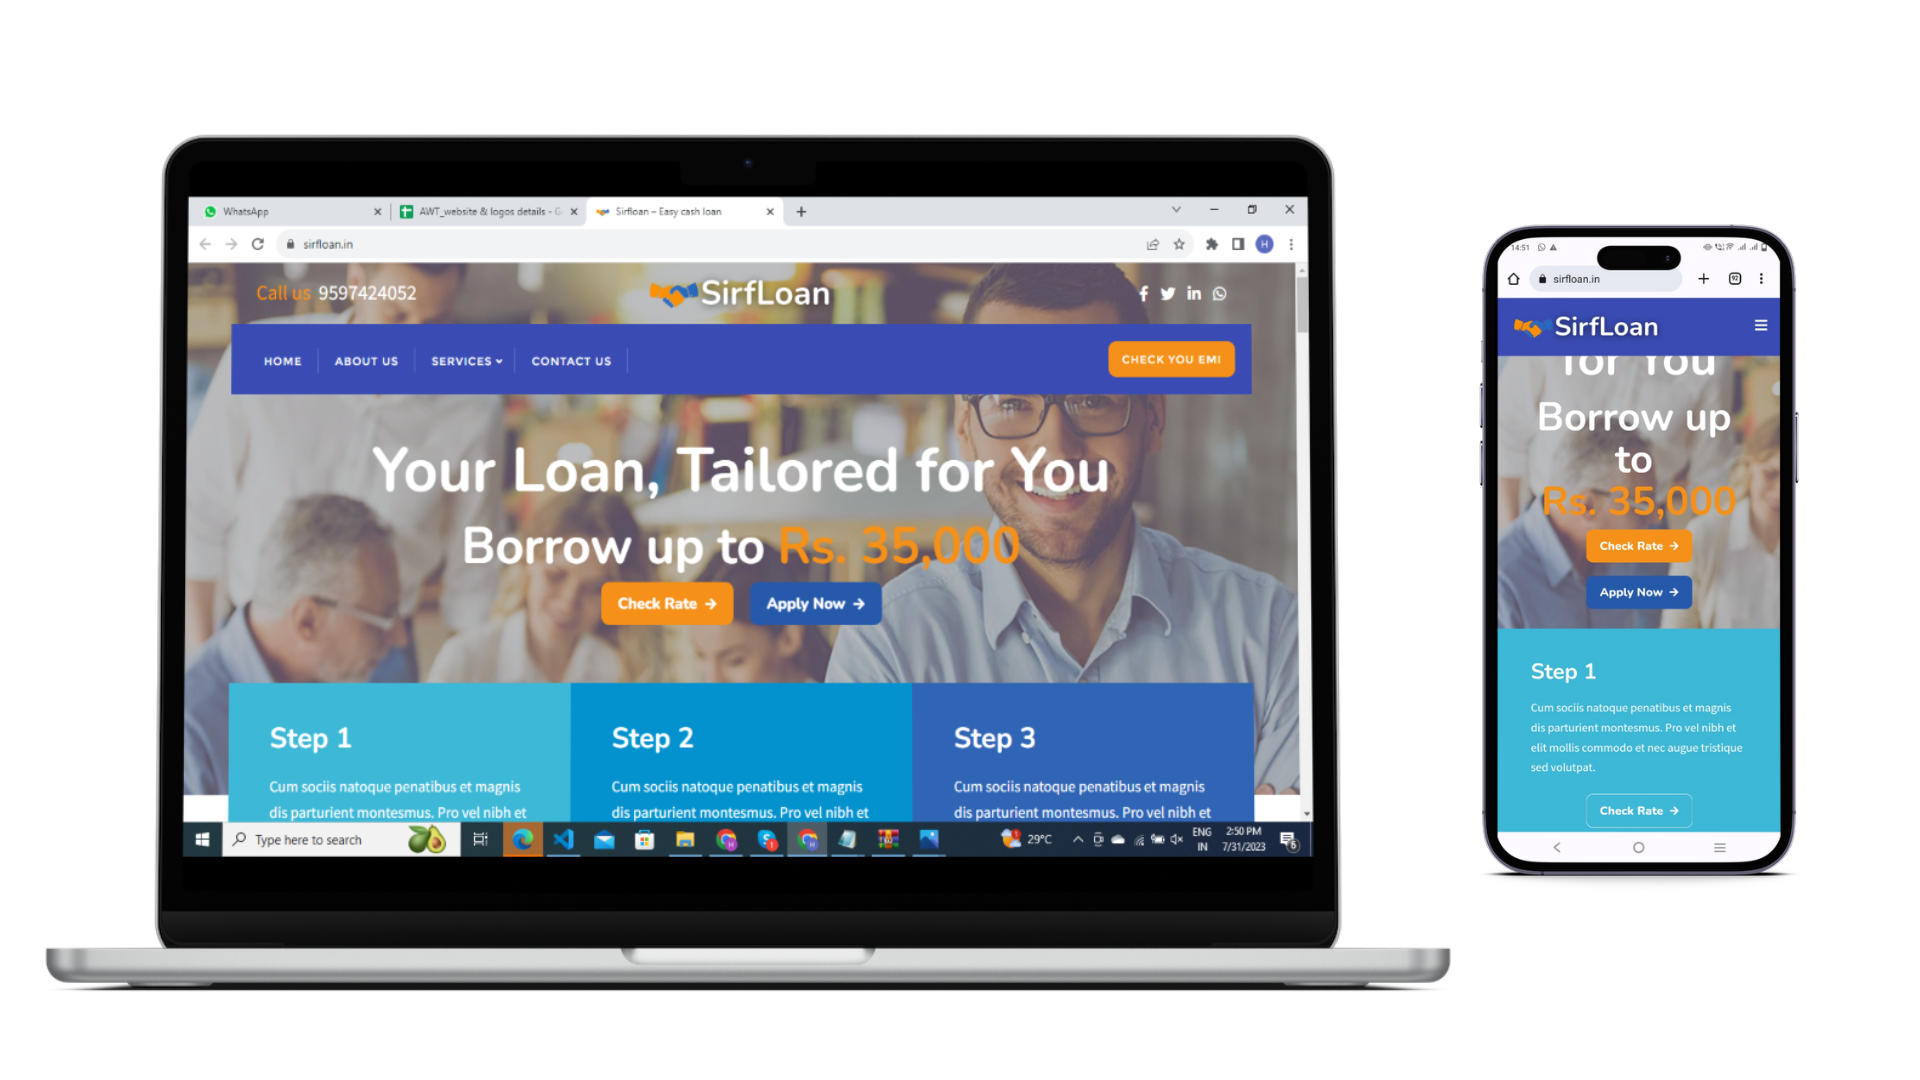 WhatsApp
AWT_website & logos details - G
Sirfloan – Easy cash loan
sirfloan.in
H
Call us 9597424052
SirfLoan
HOME
ABOUT US
SERVICES
CONTACT US
CHECK YOU EMI
Your Loan, Tailored for You
Borrow up to Rs. 35,000
Check Rate →
Apply Now →
Step 1
Cum sociis natoque penatibus et magnis
dis parturient montesmus. Pro vel nibh et
Step 2
Cum sociis natoque penatibus et magnis
dis parturient montesmus. Pro vel nibh et
Step 3
Cum sociis natoque penatibus et magnis
dis parturient montesmus. Pro vel nibh et
Type here to search
29°C
ENG
IN
2:50 PM
7/31/2023
6
14:51
sirfloan.in
92
SirfLoan
for You
Borrow up
to
Rs. 35,000
Check Rate →
Apply Now →
Step 1
Cum sociis natoque penatibus et magnis
dis parturient montesmus. Pro vel nibh et
elit mollis commodo et nec augue tristique
sed volutpat.
Check Rate →